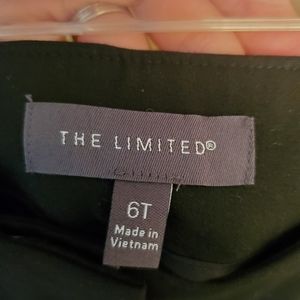 THE LIMITED®
6T
Made in
Vietnam